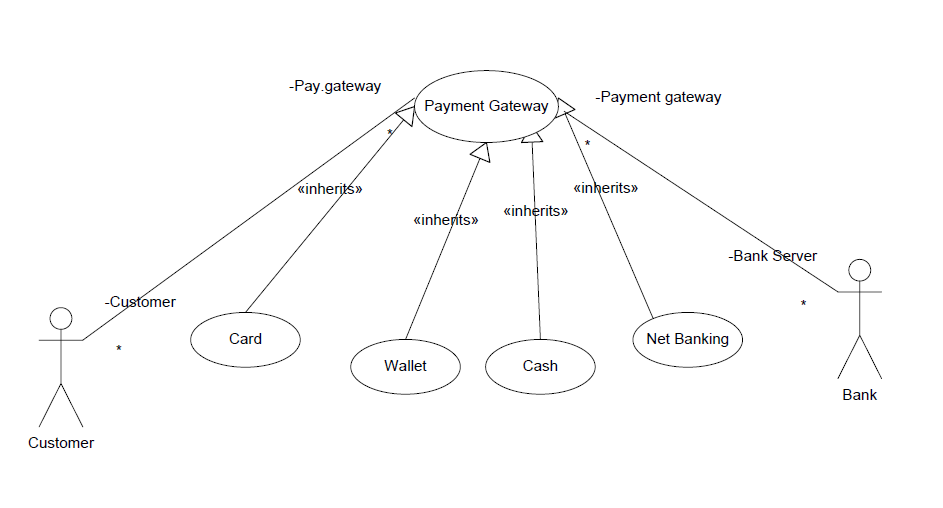 -Pay.gateway
Payment Gateway
-Payment gateway
*
*
«inherits»
«inherits»
«inherits»
«inherits»
-Bank Server
-Customer
*
*
Card
Wallet
Cash
Net Banking
Bank
Customer